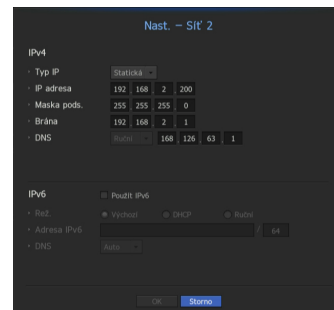 Nast. – Síť 2
IPv4
Typ IP Statická
IP adresa 192 168 2 200
Maska pods. 255 255 255 0
Brána 192 168 2 1
DNS Ruční 168 126 63 1
IPv6 Použít IPv6
Rež. Výchozí DHCP Ruční
Adresa IPv6 / 64
DNS Auto
OK Storno